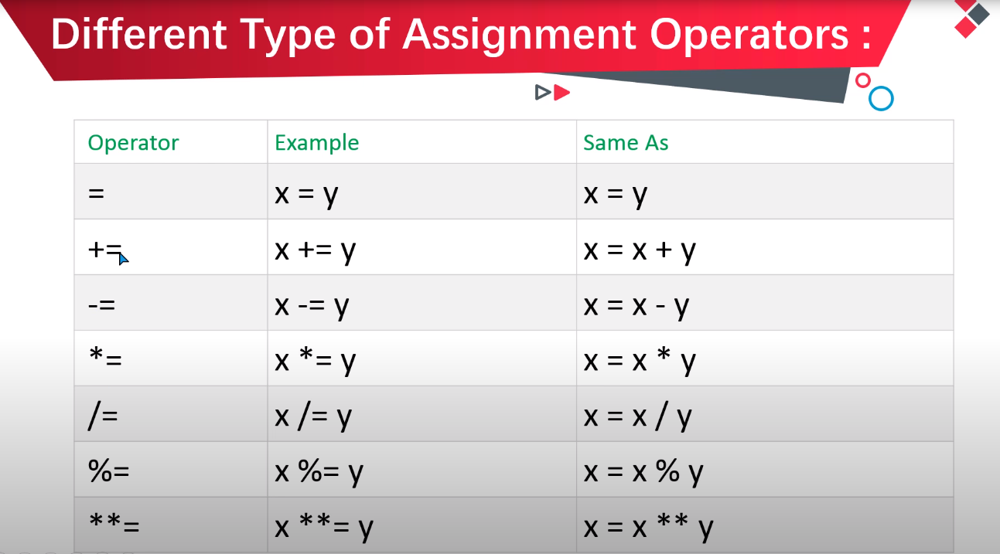 Different Type of Assignment Operators :
Operator Example Same As
= x = y x = y
+= x += y x = x + y
-= x -= y x = x - y
*= x *= y x = x * y
/= x /= y x = x / y
%= x %= y x = x % y
**= x **= y x = x ** y